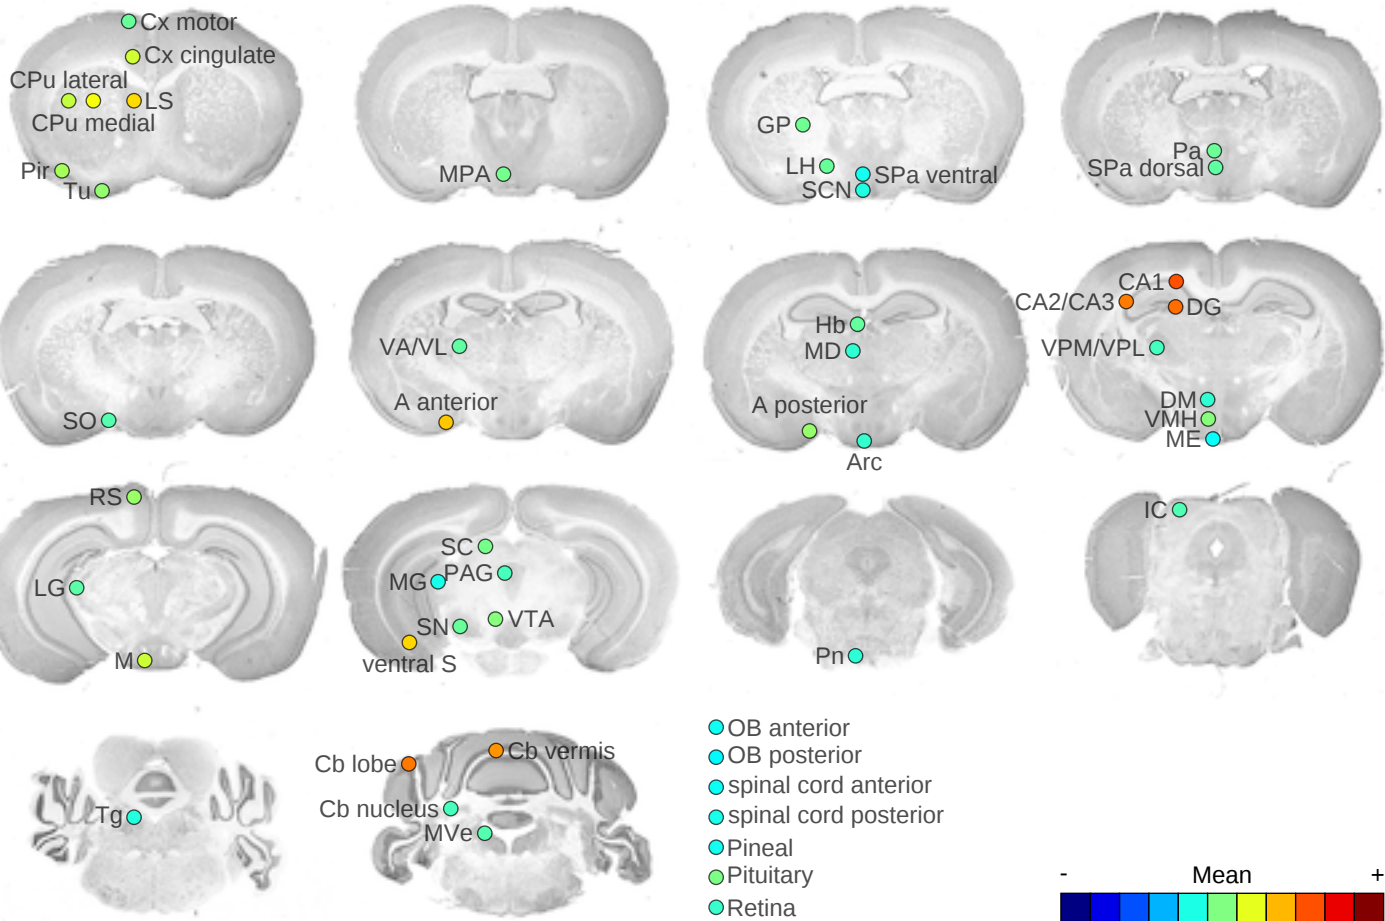 Cx motor
Cx cingulate
CPu lateral
LS
CPu medial
Pir
Tu
MPA
GP
LH
SPa ventral
SCN
Pa
SPa dorsal
SO
VA/VL
A anterior
Hb
MD
A posterior
Arc
CA1
CA2/CA3
DG
VPM/VPL
DM
VMH
ME
RS
LG
M
SC
MG
PAG
SN
VTA
ventral S
Pn
IC
Tg
Cb lobe
Cb vermis
Cb nucleus
MVe
OB anterior
OB posterior
spinal cord anterior
spinal cord posterior
Pineal
Pituitary
Retina
- Mean +